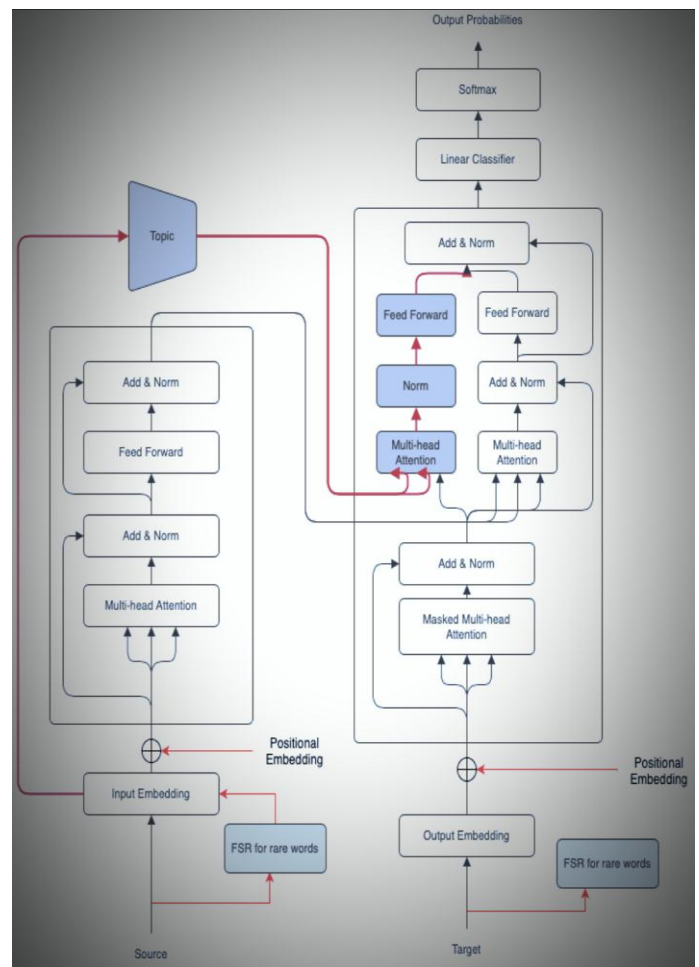 Output Probabilities
Softmax
Linear Classifier
Topic
Add & Norm
Feed Forward
Feed Forward
Add & Norm
Norm
Add & Norm
Feed Forward
Multi-head
Attention
Multi-head
Attention
Add & Norm
Add & Norm
Multi-head Attention
Masked Multi-head
Attention
Positional
Embedding
Positional
Embedding
Input Embedding
Output Embedding
FSR for rare words
FSR for rare words
Source
Target